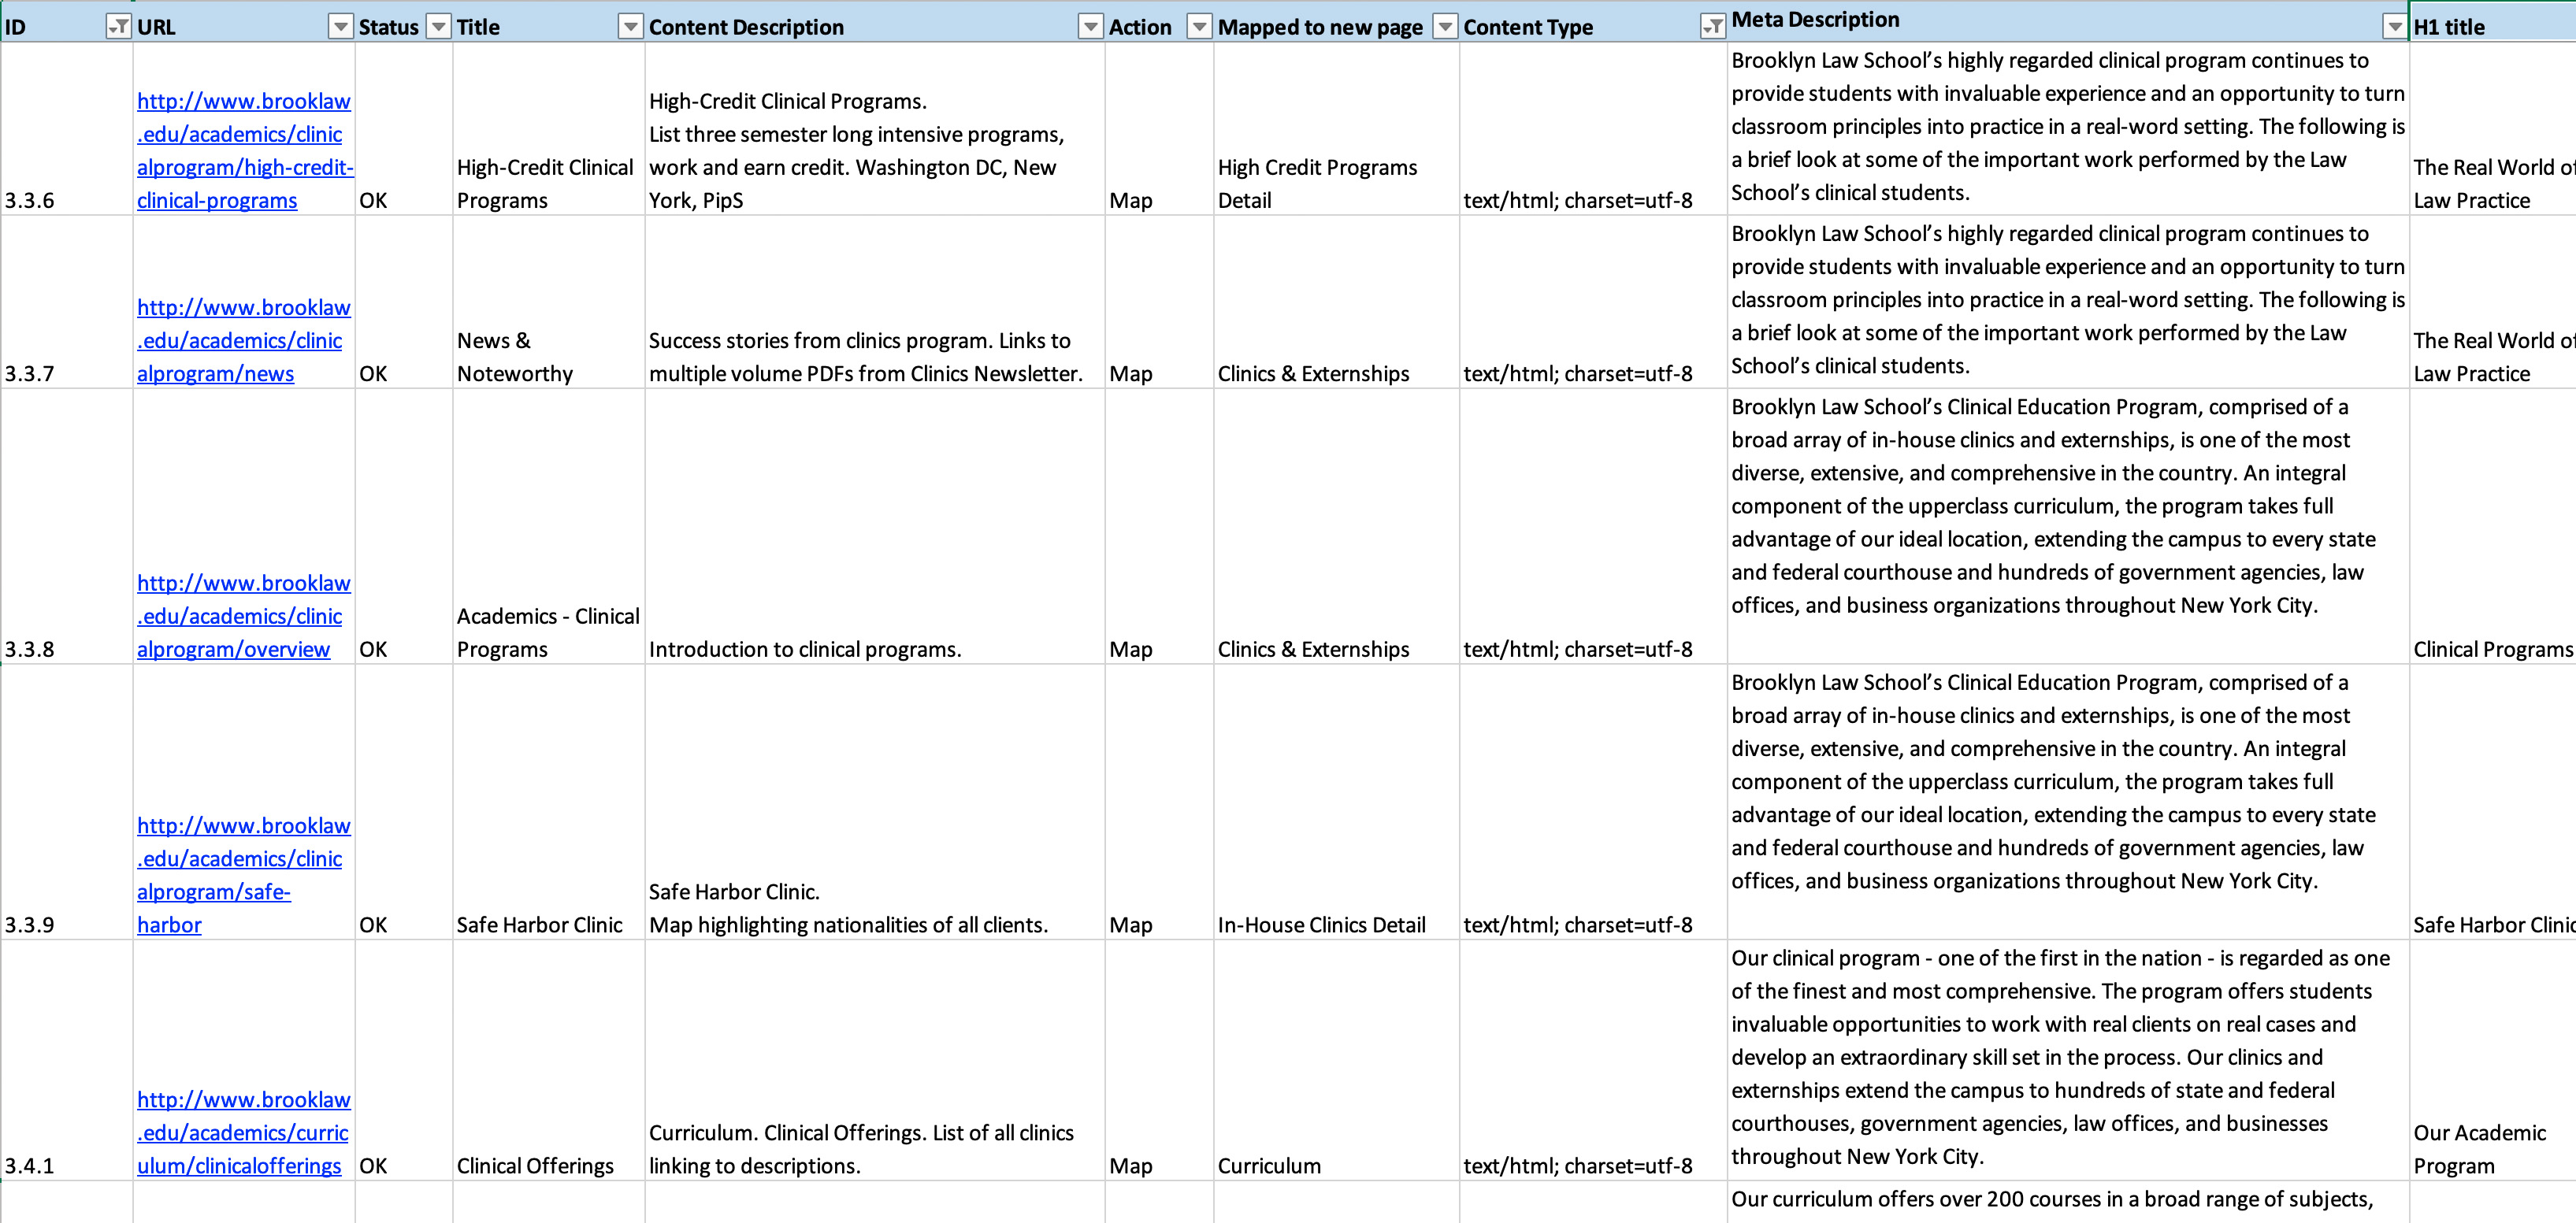 ID URL Status Title Content Description Action Mapped to new page Content Type Meta Description H1 title
3.3.6
http://www.brooklaw
.edu/academics/clinic
alprogram/high-credit-
clinical-programs
OK
High-Credit Clinical
Programs
High-Credit Clinical Programs.
List three semester long intensive programs,
work and earn credit. Washington DC, New
York, PipS
Map
High Credit Programs
Detail
text/html; charset=utf-8
Brooklyn Law School’s highly regarded clinical program continues to
provide students with invaluable experience and an opportunity to turn
classroom principles into practice in a real-word setting. The following is
a brief look at some of the important work performed by the Law
School’s clinical students.
The Real World of
Law Practice
3.3.7
http://www.brooklaw
.edu/academics/clinic
alprogram/news
OK
News &
Noteworthy
Success stories from clinics program. Links to
multiple volume PDFs from Clinics Newsletter.
Map
Clinics & Externships
text/html; charset=utf-8
Brooklyn Law School’s highly regarded clinical program continues to
provide students with invaluable experience and an opportunity to turn
classroom principles into practice in a real-word setting. The following is
a brief look at some of the important work performed by the Law
School’s clinical students.
The Real World of
Law Practice
3.3.8
http://www.brooklaw
.edu/academics/clinic
alprogram/overview
OK
Academics - Clinical
Programs
Introduction to clinical programs.
Map
Clinics & Externships
text/html; charset=utf-8
Brooklyn Law School’s Clinical Education Program, comprised of a
broad array of in-house clinics and externships, is one of the most
diverse, extensive, and comprehensive in the country. An integral
component of the upperclass curriculum, the program takes full
advantage of our ideal location, extending the campus to every state
and federal courthouse and hundreds of government agencies, law
offices, and business organizations throughout New York City.
Clinical Programs
3.3.9
http://www.brooklaw
.edu/academics/clinic
alprogram/safe-
harbor
OK
Safe Harbor Clinic
Safe Harbor Clinic.
Map highlighting nationalities of all clients.
Map
In-House Clinics Detail
text/html; charset=utf-8
Brooklyn Law School’s Clinical Education Program, comprised of a
broad array of in-house clinics and externships, is one of the most
diverse, extensive, and comprehensive in the country. An integral
component of the upperclass curriculum, the program takes full
advantage of our ideal location, extending the campus to every state
and federal courthouse and hundreds of government agencies, law
offices, and business organizations throughout New York City.
Safe Harbor Clinic
3.4.1
http://www.brooklaw
.edu/academics/curric
ulum/clinicalofferings
OK
Clinical Offerings
Curriculum. Clinical Offerings. List of all clinics
linking to descriptions.
Map
Curriculum
text/html; charset=utf-8
Our clinical program - one of the first in the nation - is regarded as one
of the finest and most comprehensive. The program offers students
invaluable opportunities to work with real clients on real cases and
develop an extraordinary skill set in the process. Our clinics and
externships extend the campus to hundreds of state and federal
courthouses, government agencies, law offices, and businesses
throughout New York City.
Our Academic
Program
Our curriculum offers over 200 courses in a broad range of subjects,